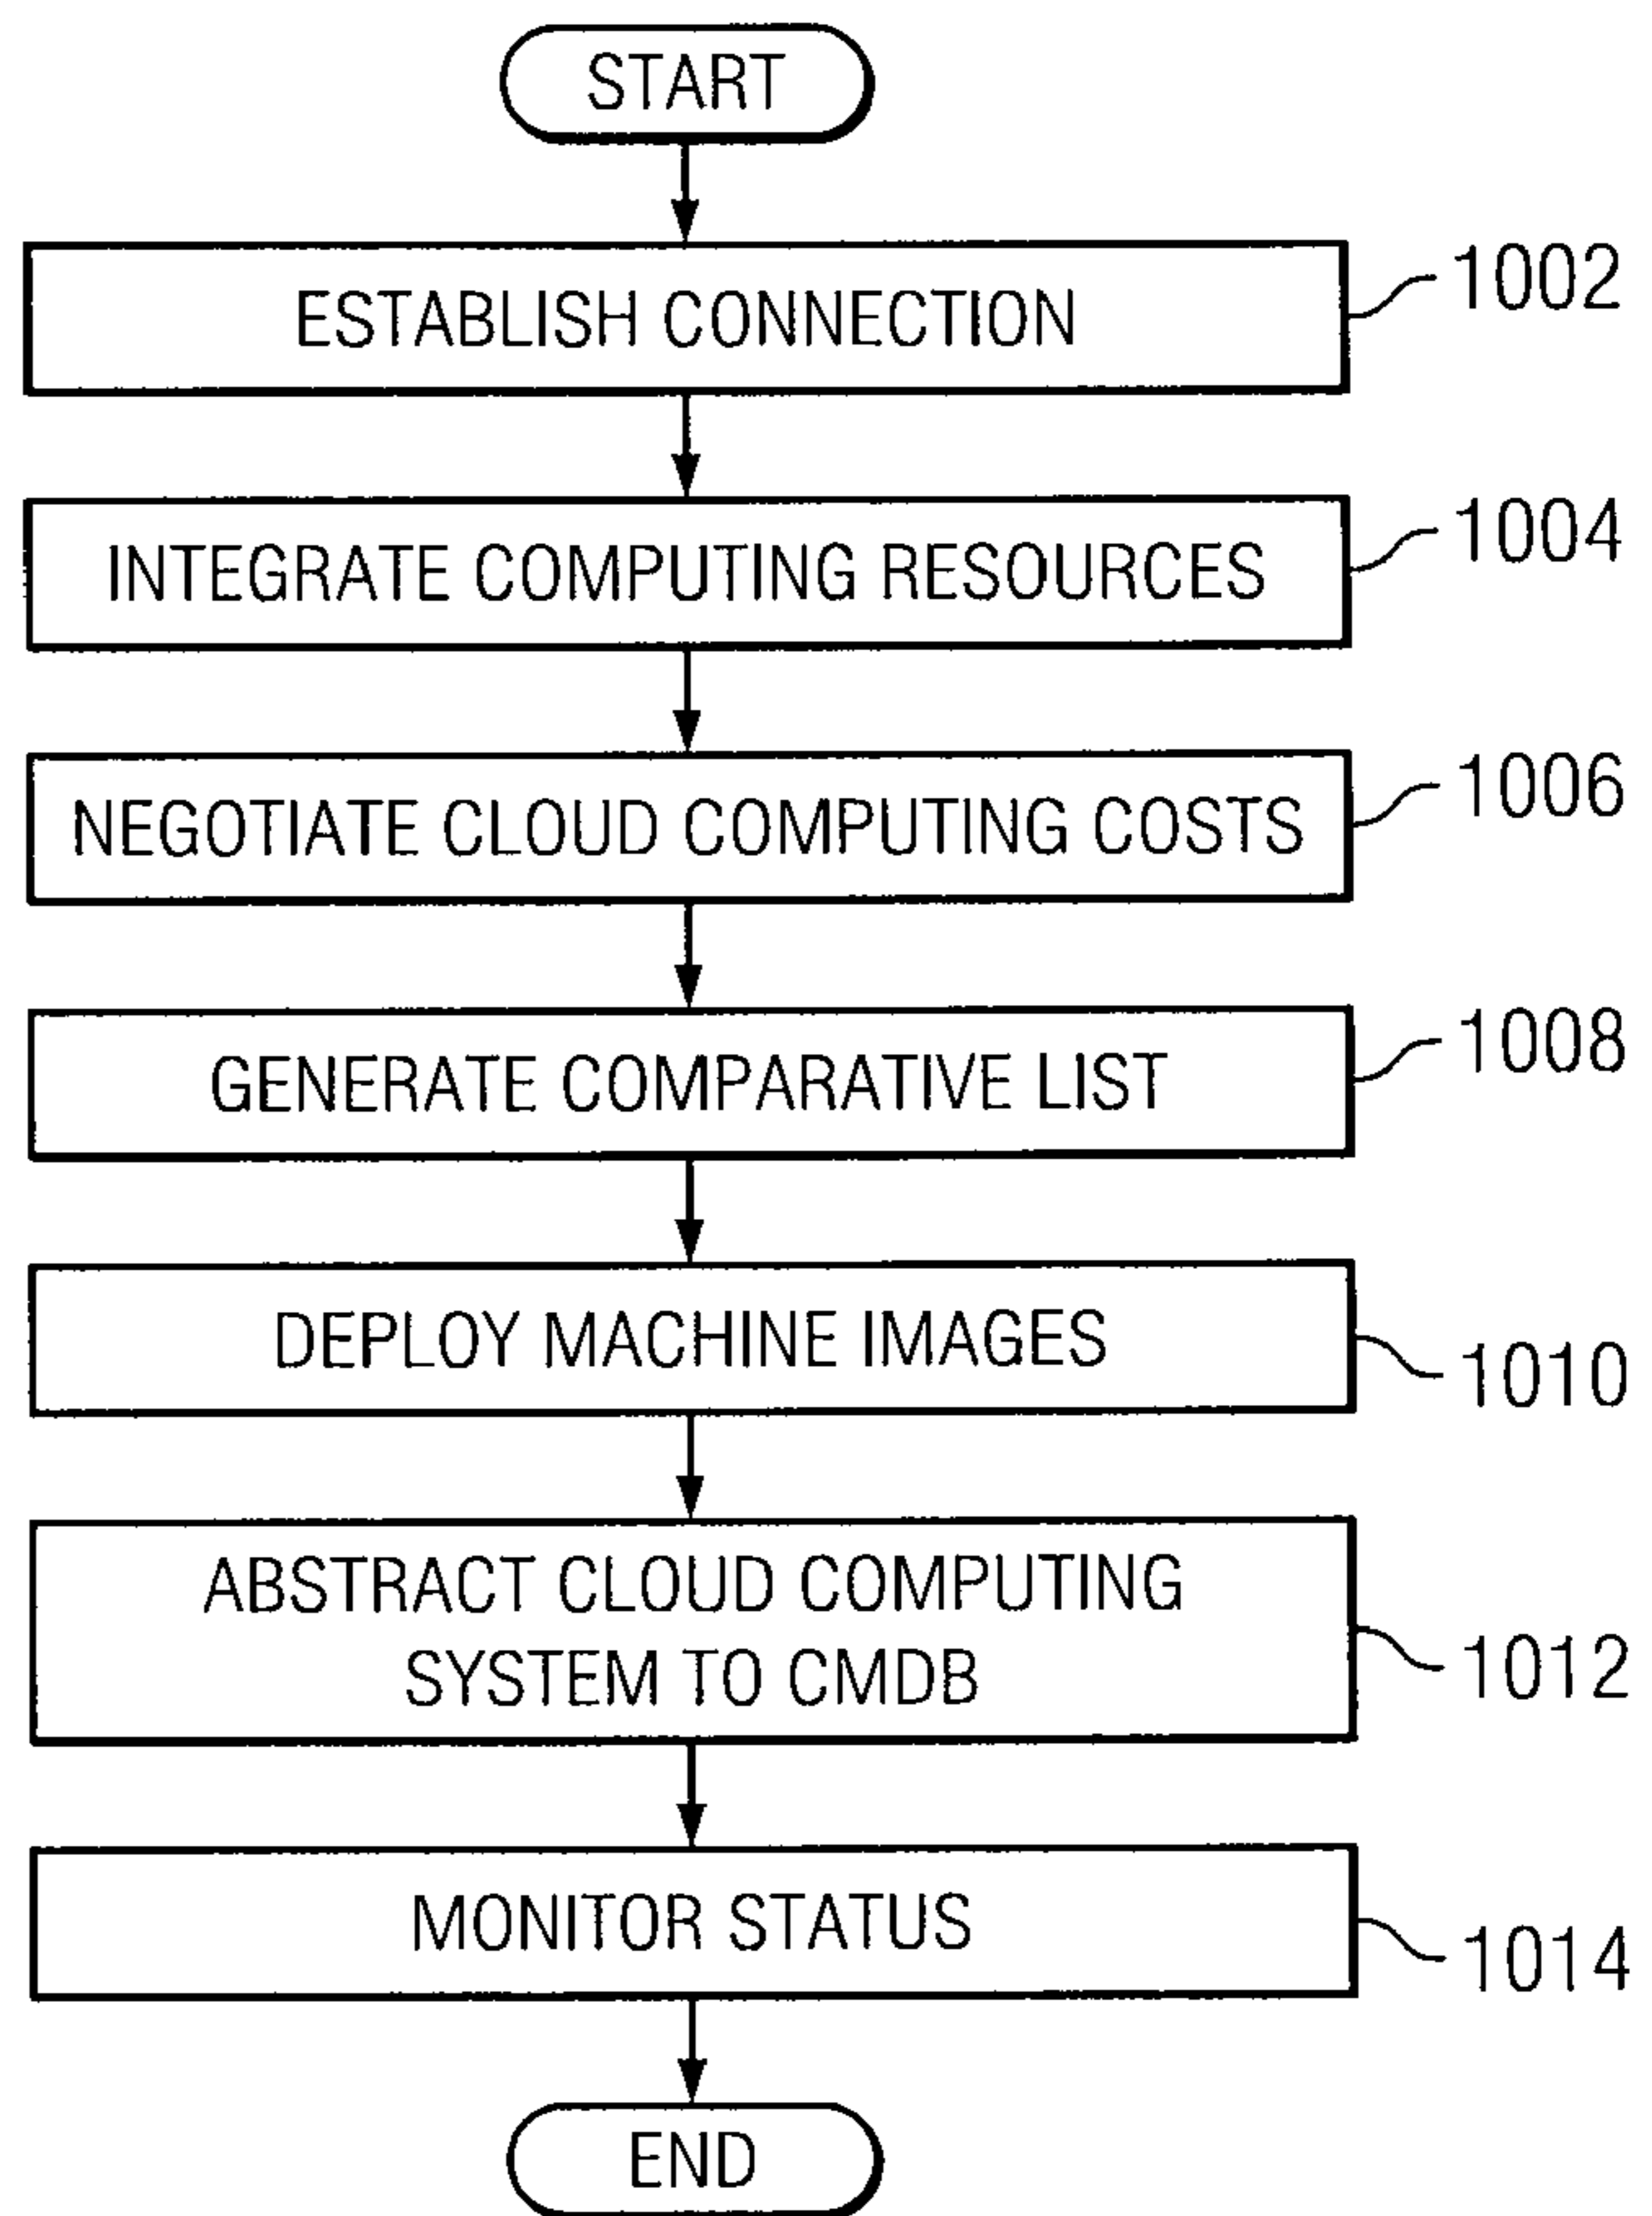 START
ESTABLISH CONNECTION
1002
INTEGRATE COMPUTING RESOURCES
1004
NEGOTIATE CLOUD COMPUTING COSTS
1006
GENERATE COMPARATIVE LIST
1008
DEPLOY MACHINE IMAGES
1010
ABSTRACT CLOUD COMPUTING
SYSTEM TO CMDB
1012
MONITOR STATUS
1014
END